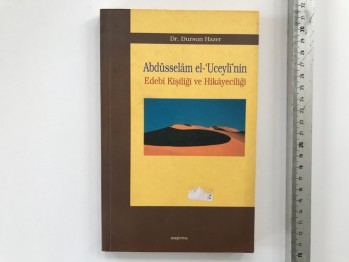 Dr. Dursun Hazer
Abdüsselâm el-'Uceylî'nin
Edebî Kişiliği ve Hikâyeciliği